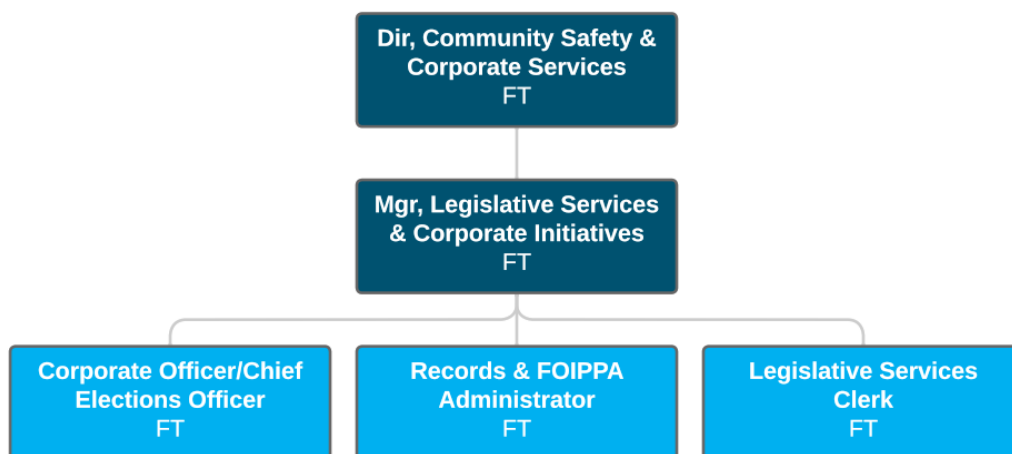 Dir, Community Safety &
Corporate Services
FT
Mgr, Legislative Services
& Corporate Initiatives
FT
Corporate Officer/Chief
Elections Officer
FT
Records & FOIPPA
Administrator
FT
Legislative Services
Clerk
FT